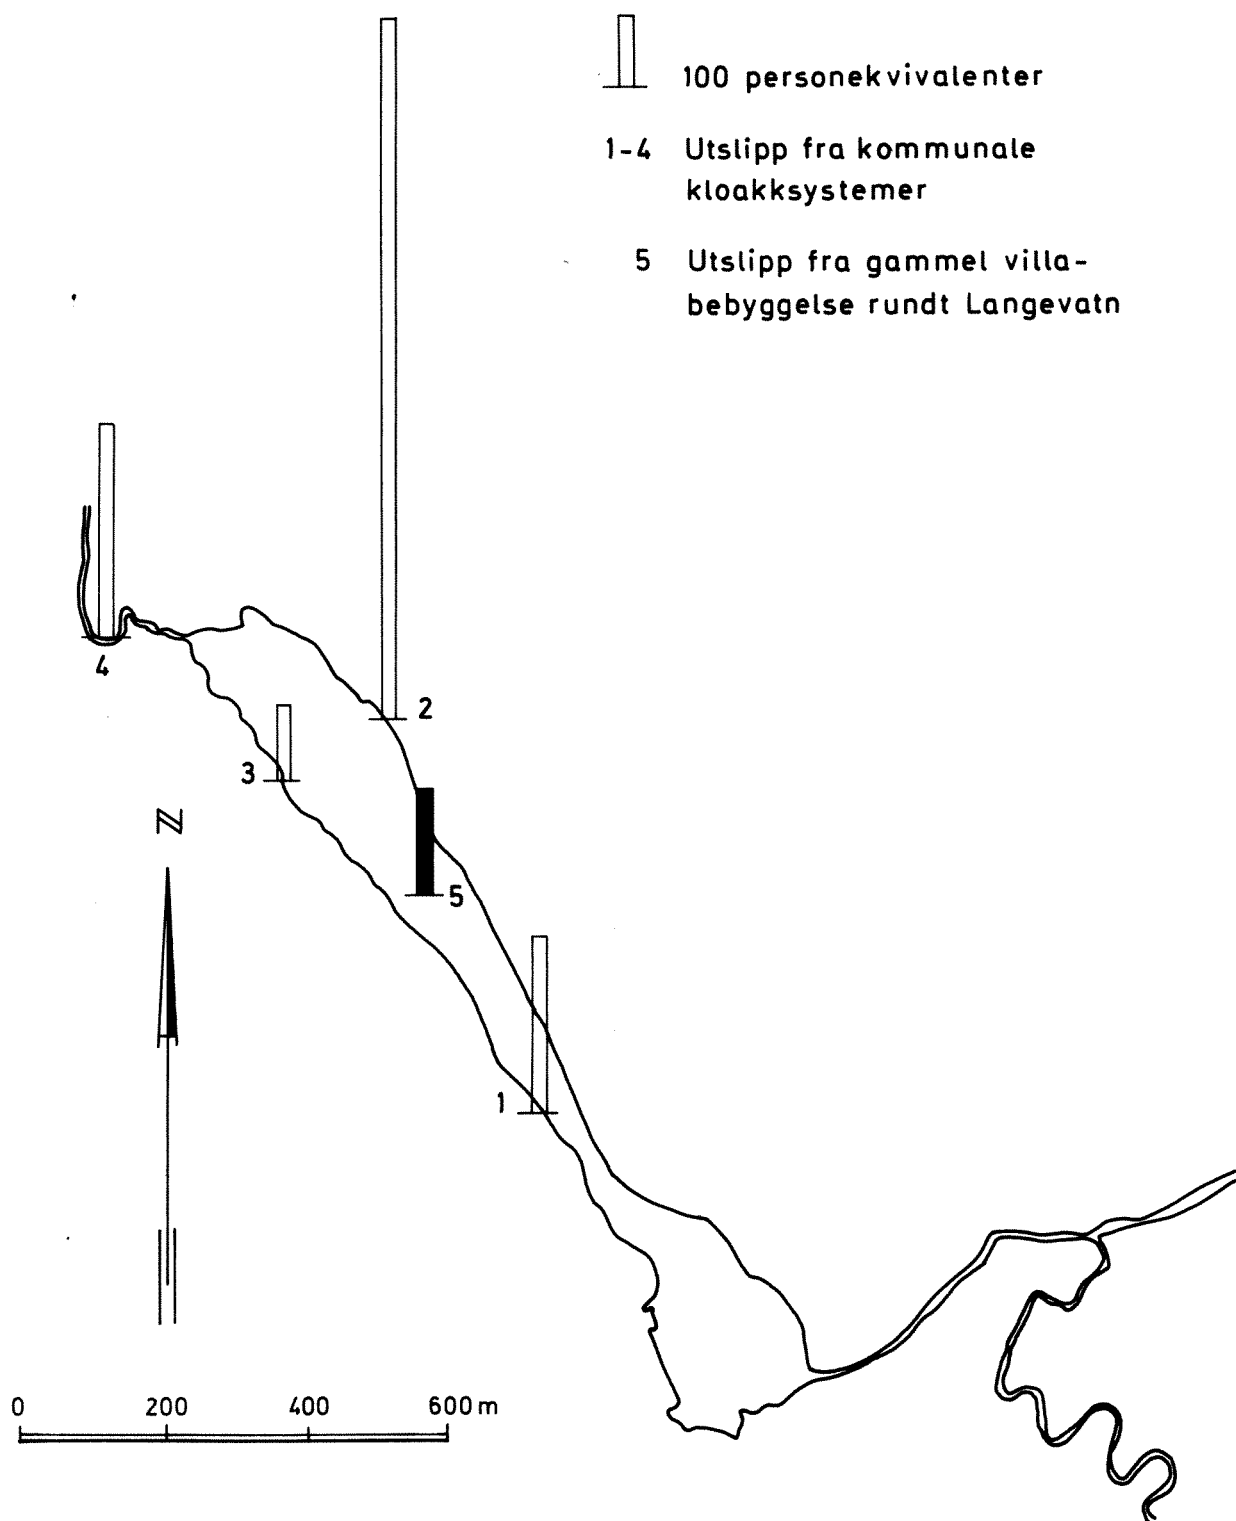 100 personekvivalenter
1-4 Utslipp fra kommunale
kloakksystemer
5 Utslipp fra gammel villa-
bebyggelse rundt Langevatn
4
2
3
N
5
1
0 200 400 600 m